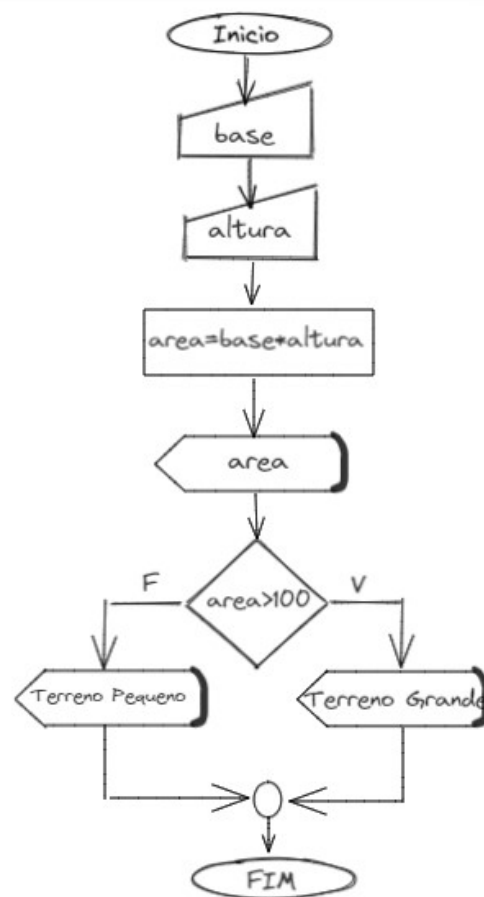 Inicio
base
altura
area=base*altura
area
area>100
F
V
Terreno Pequeno
Terreno Grande
FIM